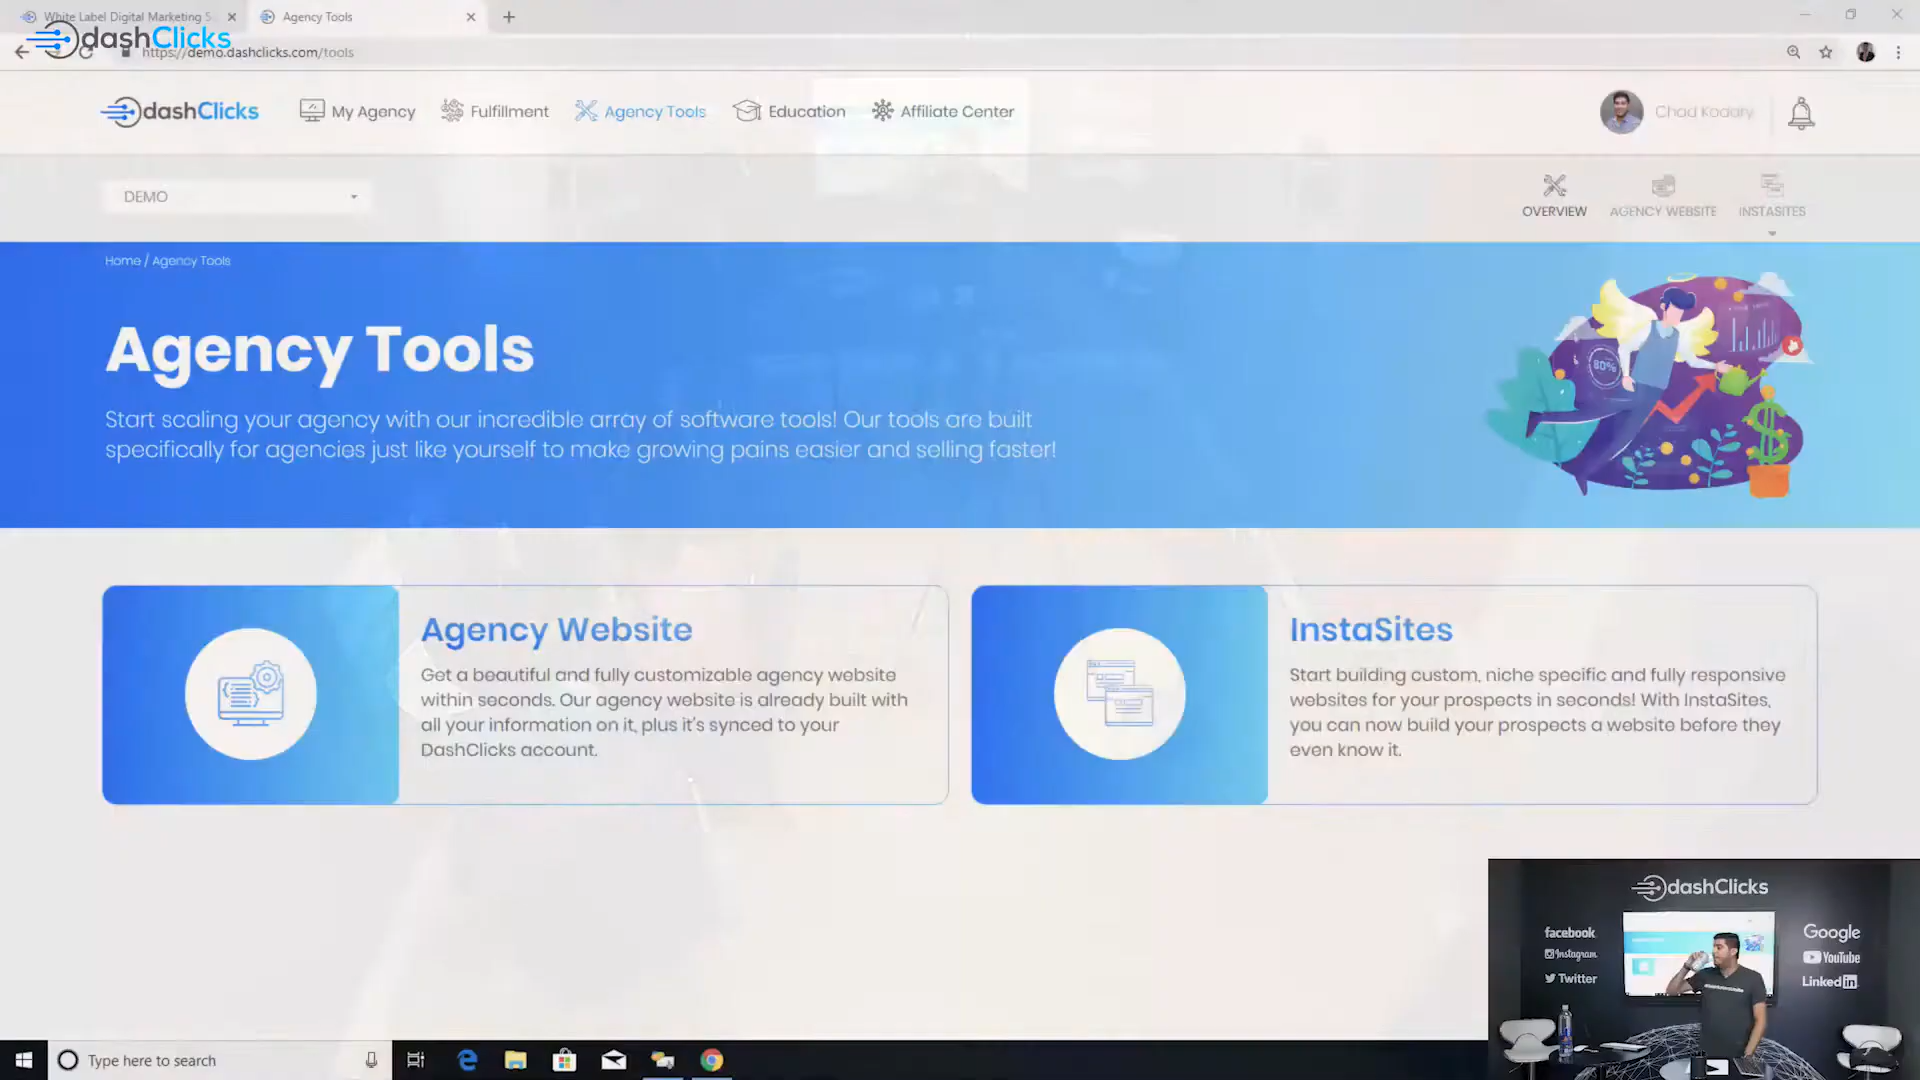 White Label Digital Marketing S
Agency Tools
dashClicks
https://demo.dashclicks.com/tools
dashClicks
My Agency
Fulfillment
Agency Tools
Education
Affiliate Center
Chad Kodary
DEMO
OVERVIEW
AGENCY WEBSITE
INSTASITES
Home / Agency Tools
Agency Tools
Start scaling your agency with our incredible array of software tools! Our tools are built
specifically for agencies just like yourself to make growing pains easier and selling faster!
80%
Agency Website
Get a beautiful and fully customizable agency website
within seconds. Our agency website is already built with
all your information on it, plus it's synced to your
DashClicks account.
InstaSites
Start building custom, niche specific and fully responsive
websites for your prospects in seconds! With InstaSites,
you can now build your prospects a website before they
even know it.
dashClicks
facebook
Instagram
Twitter
Google
YouTube
Linked in
Type here to search